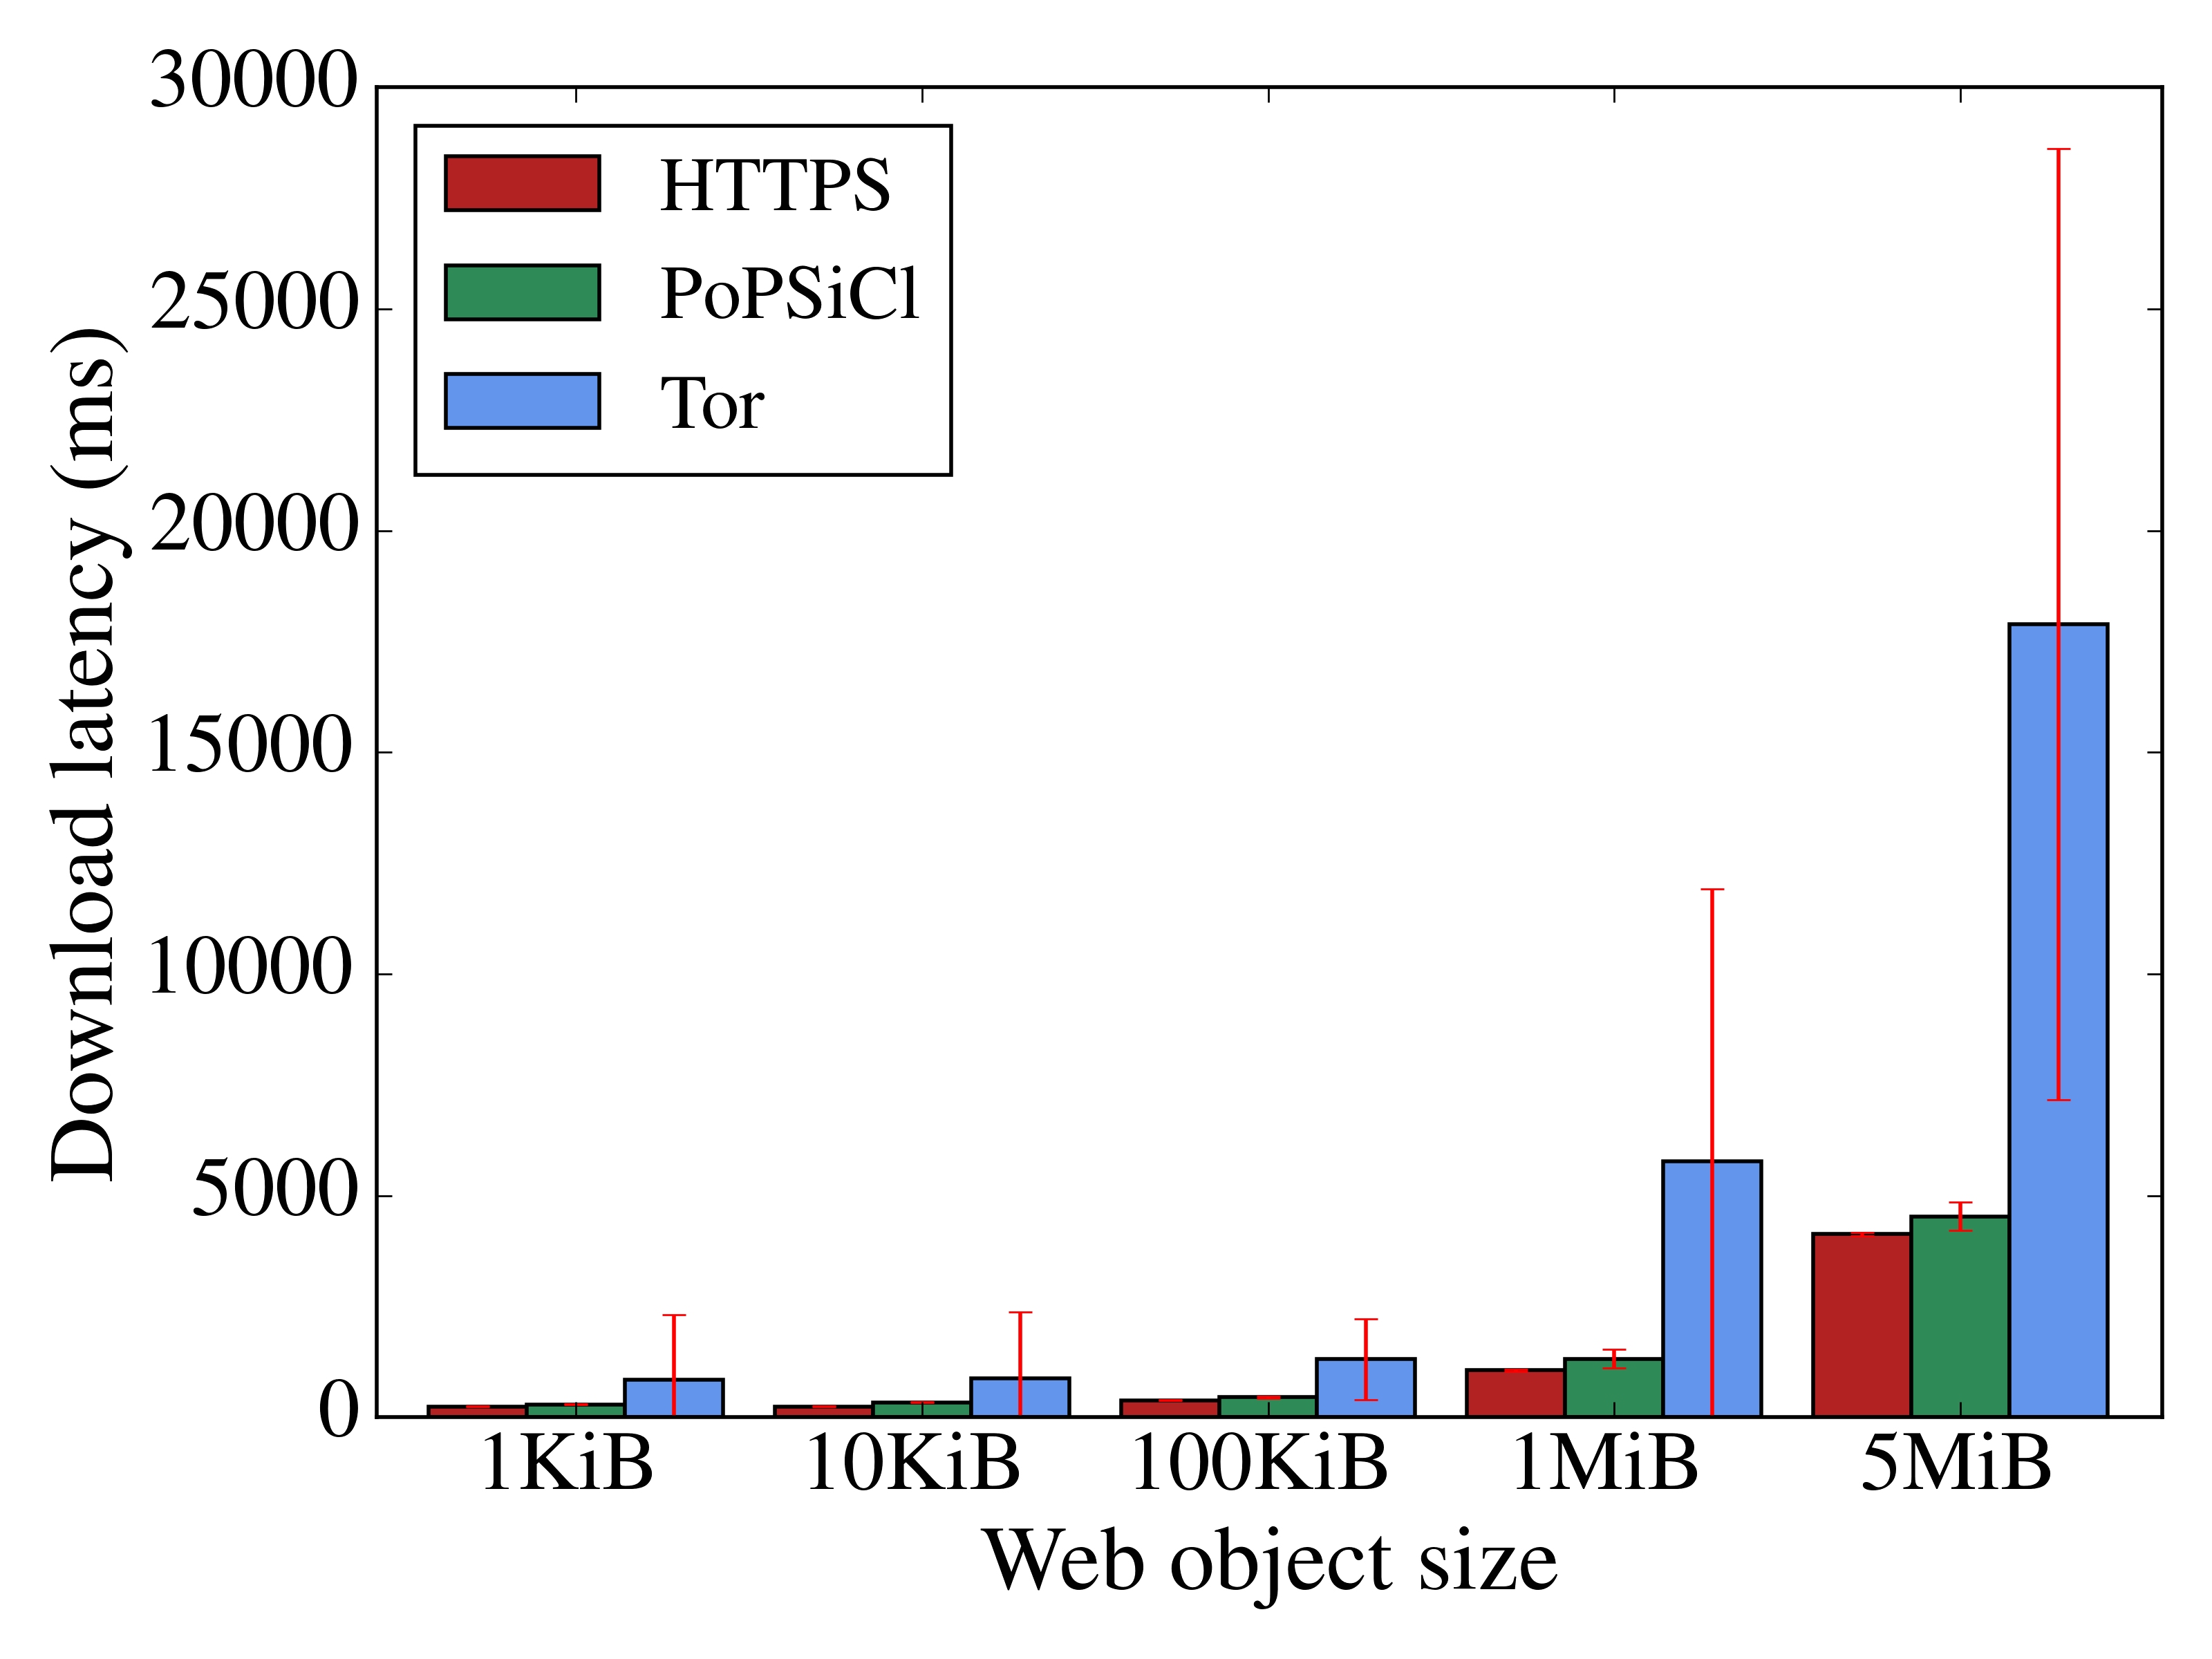 30000
25000
20000
15000
10000
5000
0
Download latency (ms)
HTTPS
PoPSiCl
Tor
1KiB 10KiB 100KiB 1MiB 5MiB
Web object size